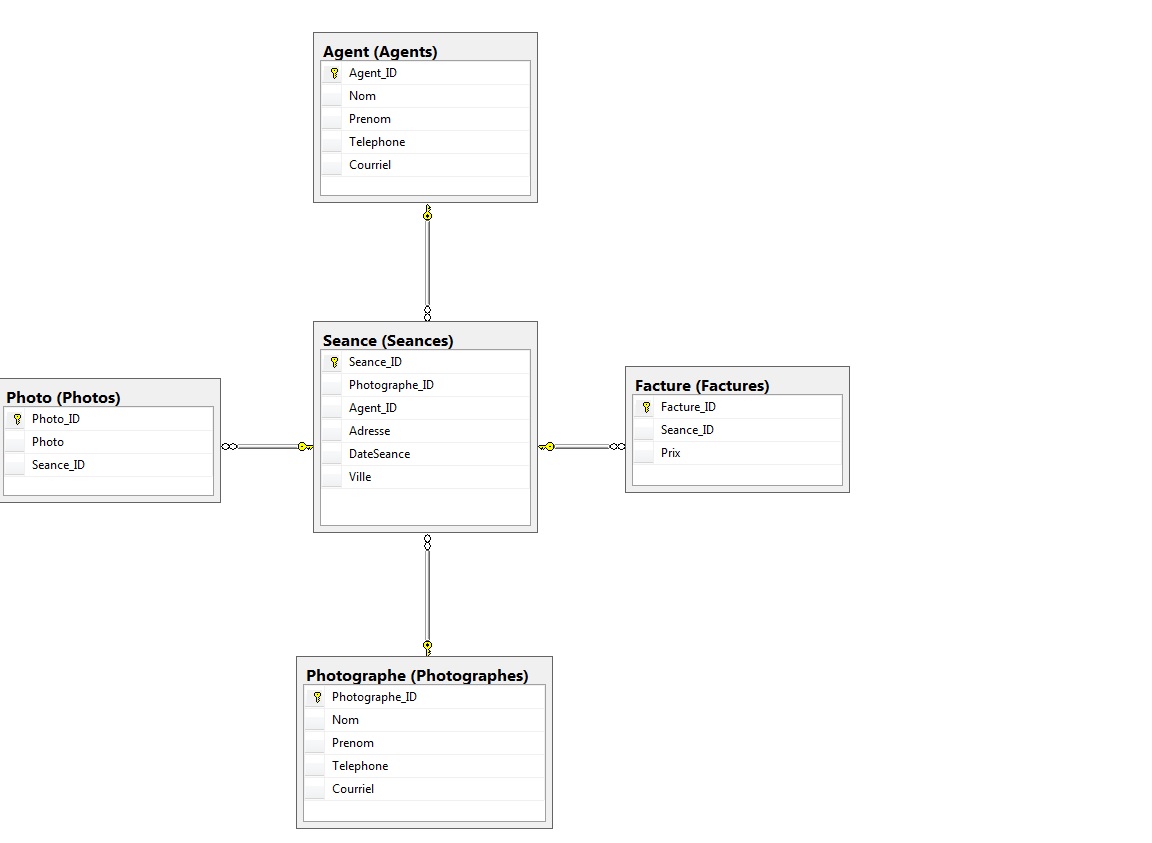 Agent (Agents)
Agent_ID
Nom
Prenom
Telephone
Courriel
Seance (Seances)
Seance_ID
Photographe_ID
Agent_ID
Adresse
DateSeance
Ville
Photo (Photos)
Photo_ID
Photo
Seance_ID
Facture (Factures)
Facture_ID
Seance_ID
Prix
Photographe (Photographes)
Photographe_ID
Nom
Prenom
Telephone
Courriel